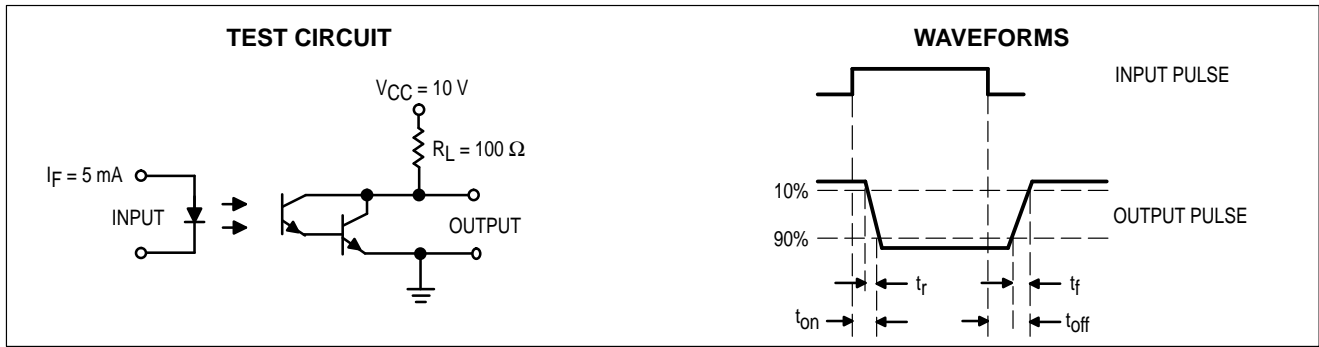 TEST CIRCUIT
VCC = 10 V
RL = 100 Ω
IF = 5 mA
INPUT
OUTPUT
WAVEFORMS
INPUT PULSE
10%
OUTPUT PULSE
90%
tr
tf
ton
toff